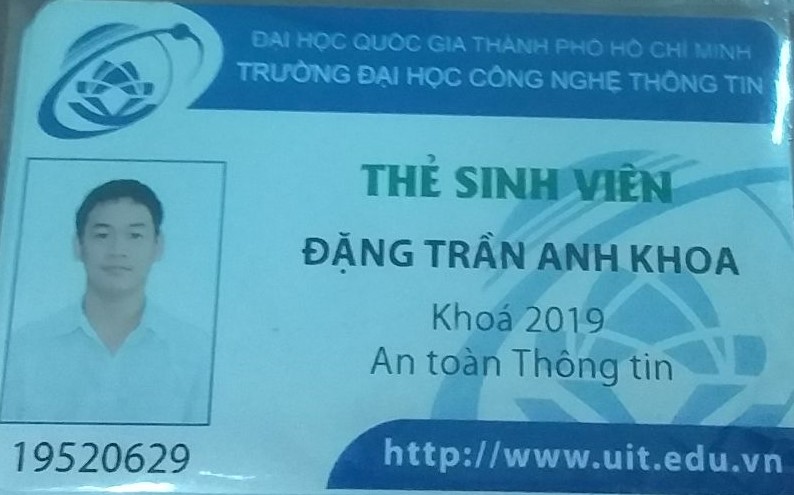 ĐẠI HỌC QUỐC GIA THÀNH PHỐ HỒ CHÍ MINH
TRƯỜNG ĐẠI HỌC CÔNG NGHỆ THÔNG TIN
THẺ SINH VIÊN
ĐẶNG TRẦN ANH KHOA
Khoá 2019
An toàn Thông tin
19520629
http://www.uit.edu.vn